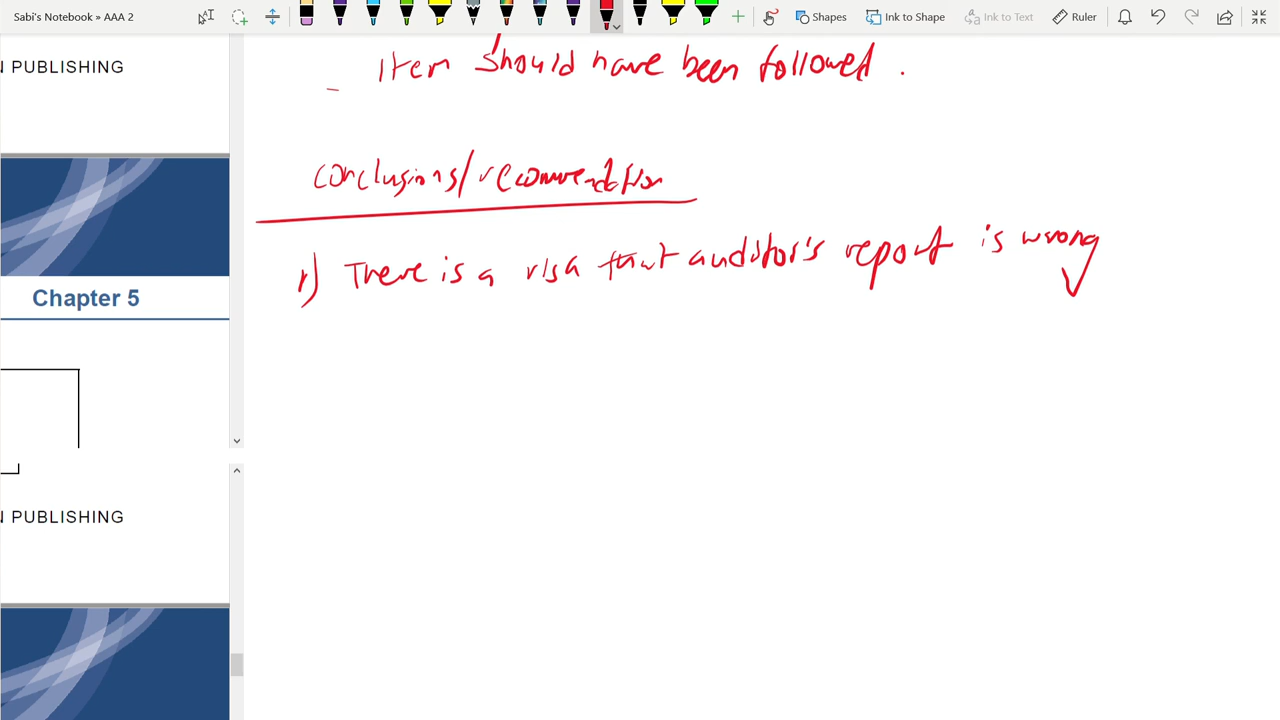 Sabi's Notebook » AAA 2
Shapes
Ink to Shape
Ink to Text
Ruler
N PUBLISHING
Item should have been followed .
Conclusions/recommendation
1) There is a risk that auditor's report is wrong
Chapter 5
N PUBLISHING